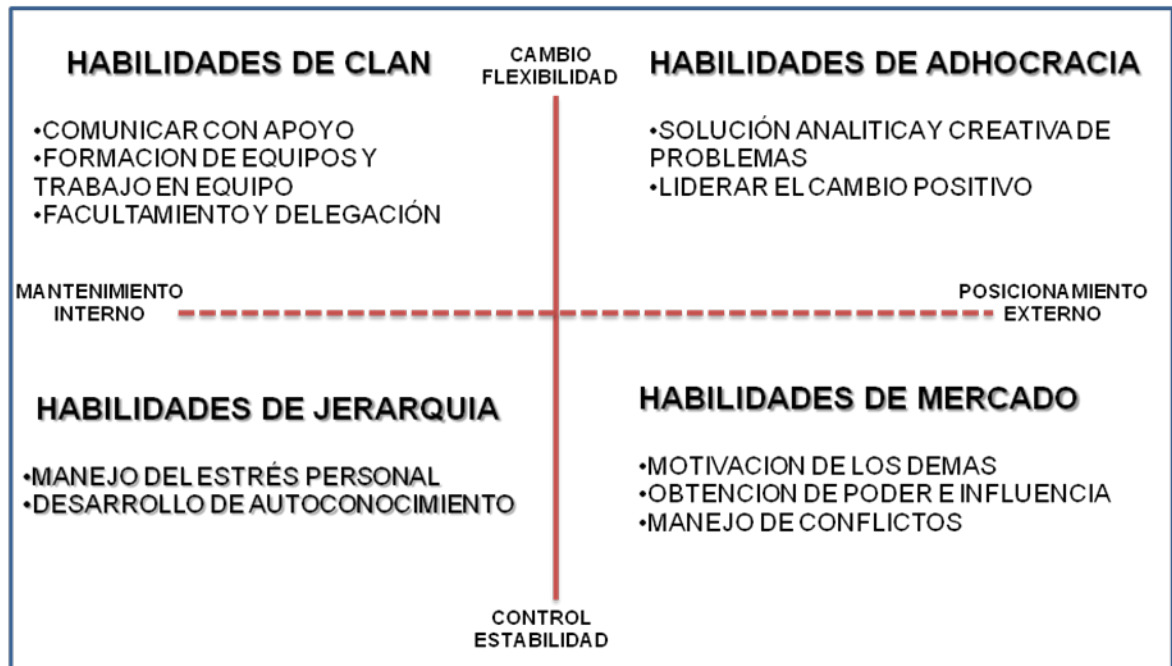 CAMBIO
FLEXIBILIDAD
HABILIDADES DE CLAN
•COMUNICAR CON APOYO
•FORMACION DE EQUIPOS Y
TRABAJO EN EQUIPO
•FACULTAMIENTO Y DELEGACIÓN
HABILIDADES DE ADHOCRACIA
•SOLUCIÓN ANALITICA Y CREATIVA DE
PROBLEMAS
•LIDERAR EL CAMBIO POSITIVO
MANTENIMIENTO
INTERNO
POSICIONAMIENTO
EXTERNO
HABILIDADES DE JERARQUIA
•MANEJO DEL ESTRÉS PERSONAL
•DESARROLLO DE AUTOCONOCIMIENTO
HABILIDADES DE MERCADO
•MOTIVACION DE LOS DEMAS
•OBTENCION DE PODER E INFLUENCIA
•MANEJO DE CONFLICTOS
CONTROL
ESTABILIDAD